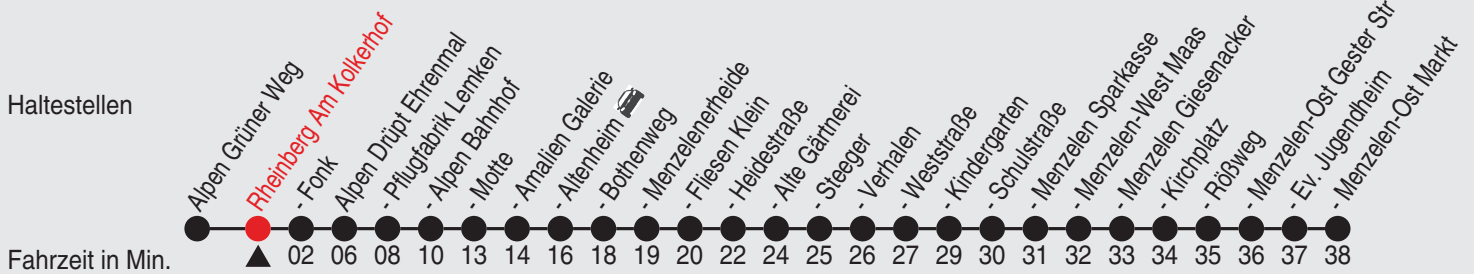 Haltestellen
Alpen Grüner Weg
Rheinberg Am Kolkerhof
- Fonk
Alpen Drüpt Ehrenmal
- Pflugfabrik Lemken
- Alpen Bahnhof
- Motte
- Amalien Galerie
- Altenheim
- Bothenweg
- Menzelenerheide
- Fliesen Klein
- Heidestraße
- Alte Gärtnerei
- Steeger
- Verhalen
- Weststraße
- Kindergarten
- Schulstraße
- Menzelen Sparkasse
- Menzelen-West Maas
- Menzelen Giesenacker
- Kirchplatz
- Rößweg
- Menzelen-Ost Gester Str
- Ev. Jugendheim
- Menzelen-Ost Markt
Fahrzeit in Min. 02 06 08 10 13 14 16 18 19 20 22 24 25 26 27 29 30 31 32 33 34 35 36 37 38